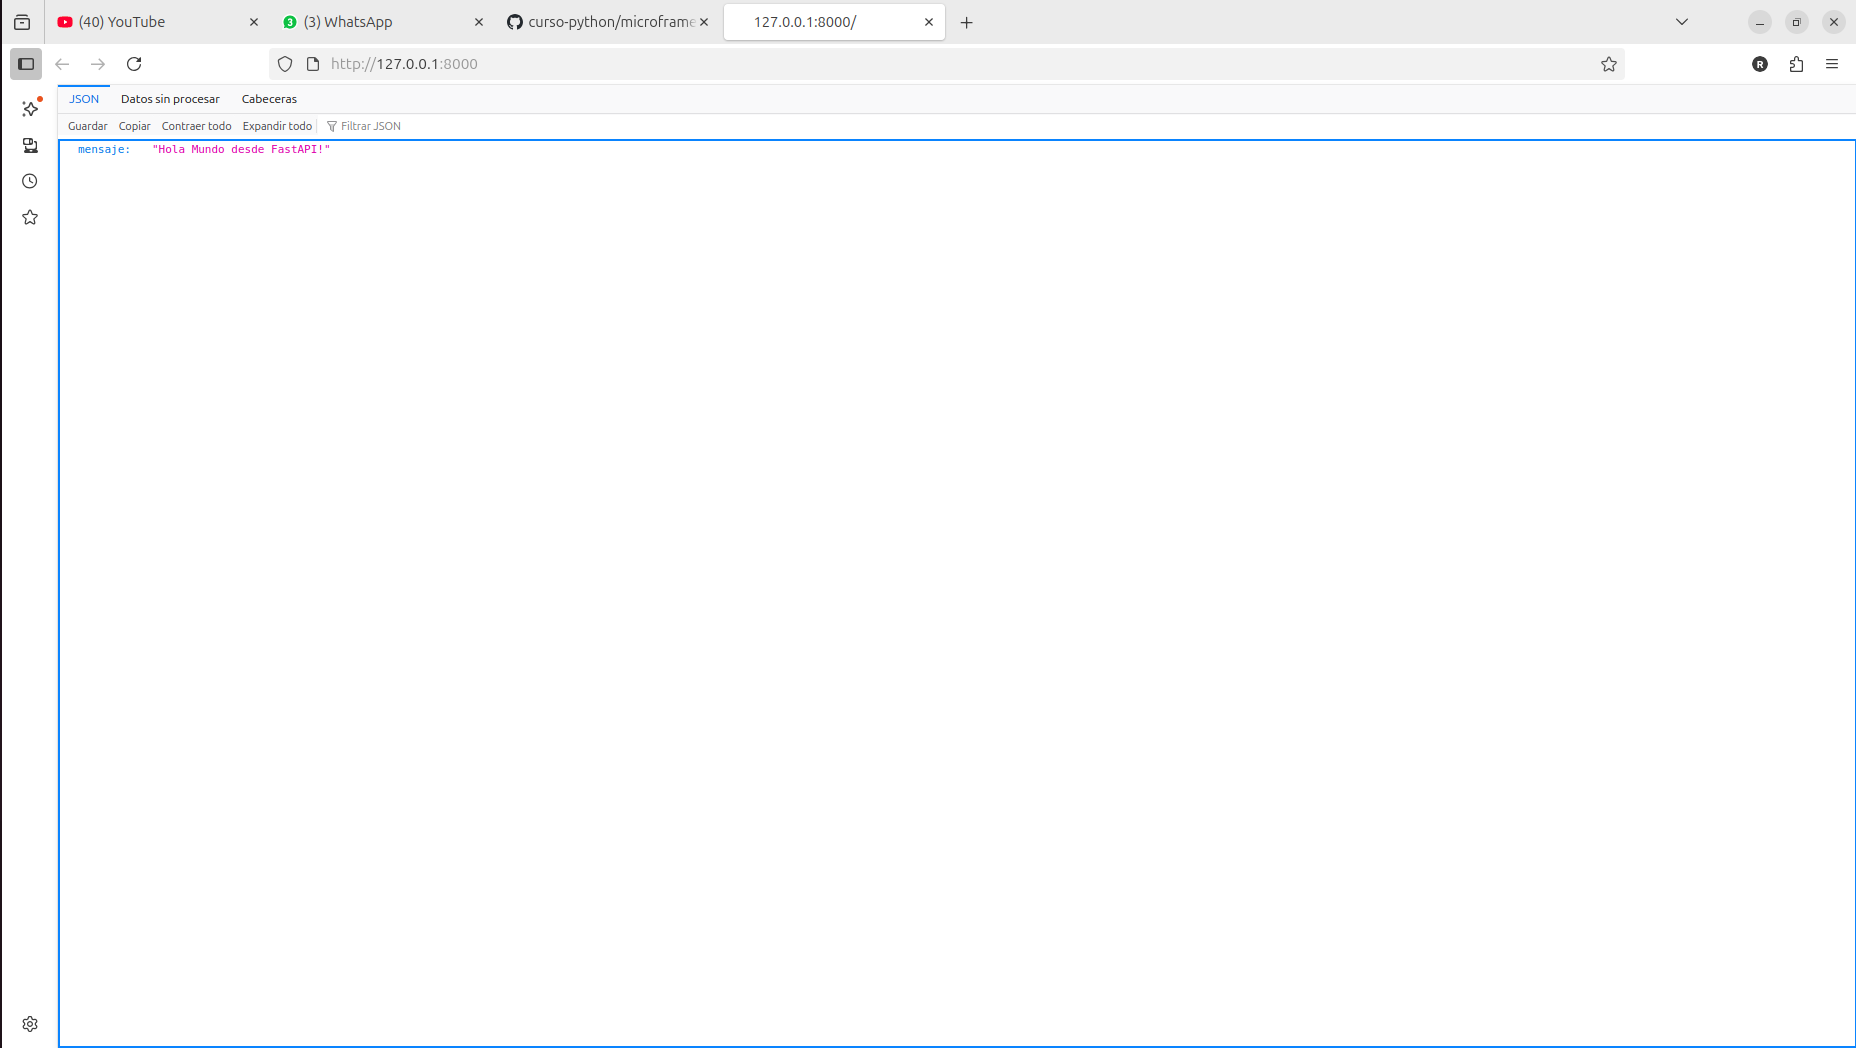 (40) YouTube
3 (3) WhatsApp
curso-python/microframe
127.0.0.1:8000/
http://127.0.0.1:8000
R
JSON Datos sin procesar Cabeceras
Guardar Copiar Contraer todo Expandir todo Filtrar JSON
mensaje: "Hola Mundo desde FastAPI!"